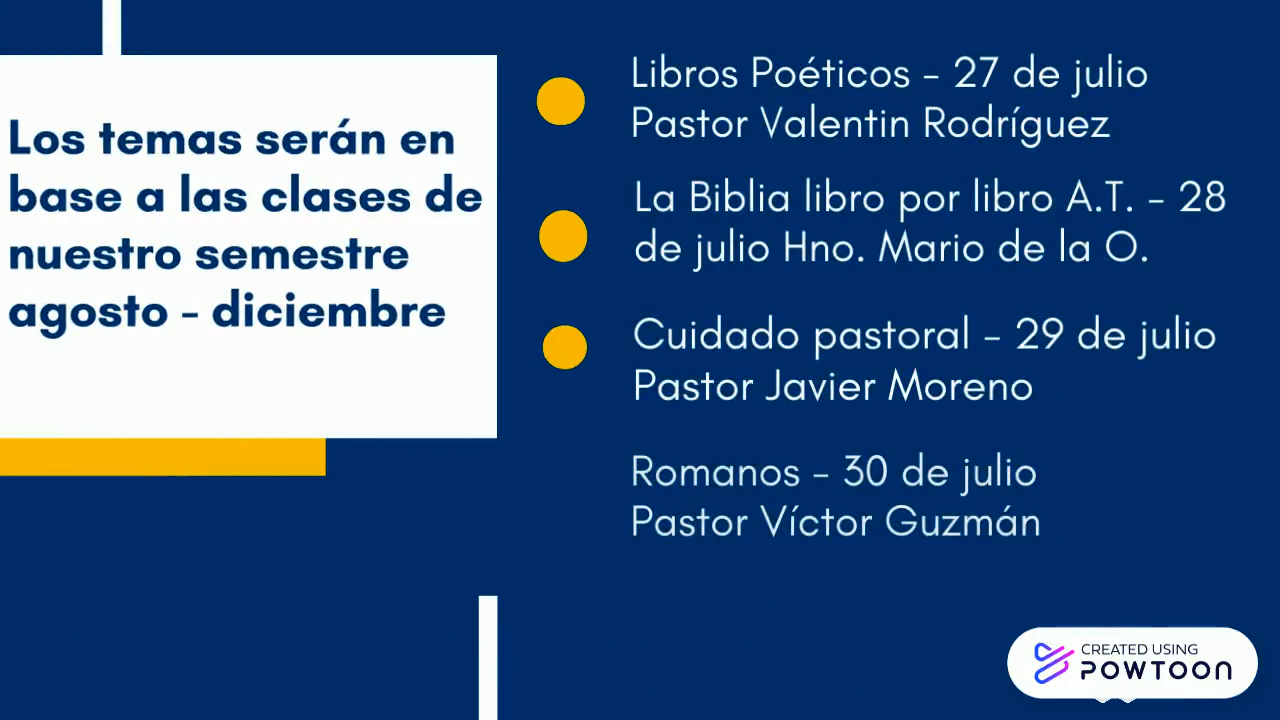 Los temas serán en
base a las clases de
nuestro semestre
agosto - diciembre
Libros Poéticos - 27 de julio
Pastor Valentin Rodríguez
La Biblia libro por libro A.T. - 28
de julio Hno. Mario de la O.
Cuidado pastoral - 29 de julio
Pastor Javier Moreno
Romanos - 30 de julio
Pastor Víctor Guzmán
CREATED USING
POWTOON